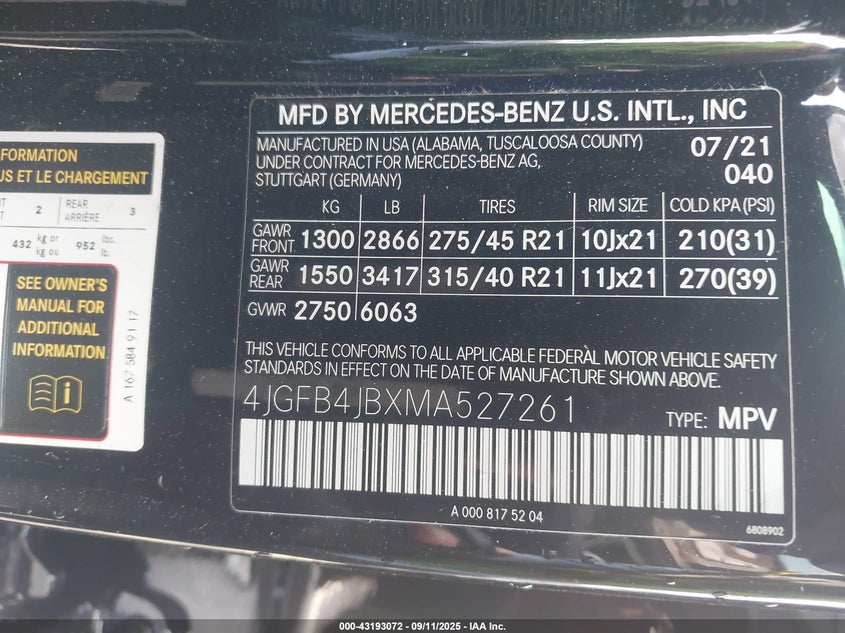 FORMATION
US ET LE CHARGEMENT
2
REAR
ARRIÈRE
3
432
kg or
kg ou
952
lbs.
lb.
SEE OWNER'S
MANUAL FOR
ADDITIONAL
INFORMATION
A 167 584 91 17
MFD BY MERCEDES-BENZ U.S. INTL., INC
MANUFACTURED IN USA (ALABAMA, TUSCALOOSA COUNTY) 07/21
UNDER CONTRACT FOR MERCEDES-BENZ AG,
STUTTGART (GERMANY) 040
KG LB TIRES RIM SIZE COLD KPA (PSI)
GAWR FRONT 1300 2866 275/45 R21 10Jx21 210(31)
GAWR REAR 1550 3417 315/40 R21 11Jx21 270(39)
GVWR 2750 6063
THIS VEHICLE CONFORMS TO ALL APPLICABLE FEDERAL MOTOR VEHICLE SAFETY
STANDARDS IN EFFECT ON THE DATE OF MANUFACTURE SHOWN ABOVE.
4JGFB4JBXMA527261 TYPE: MPV
A 000 817 52 04
6808902
000-43193072 - 09/11/2025 - IAA Inc.